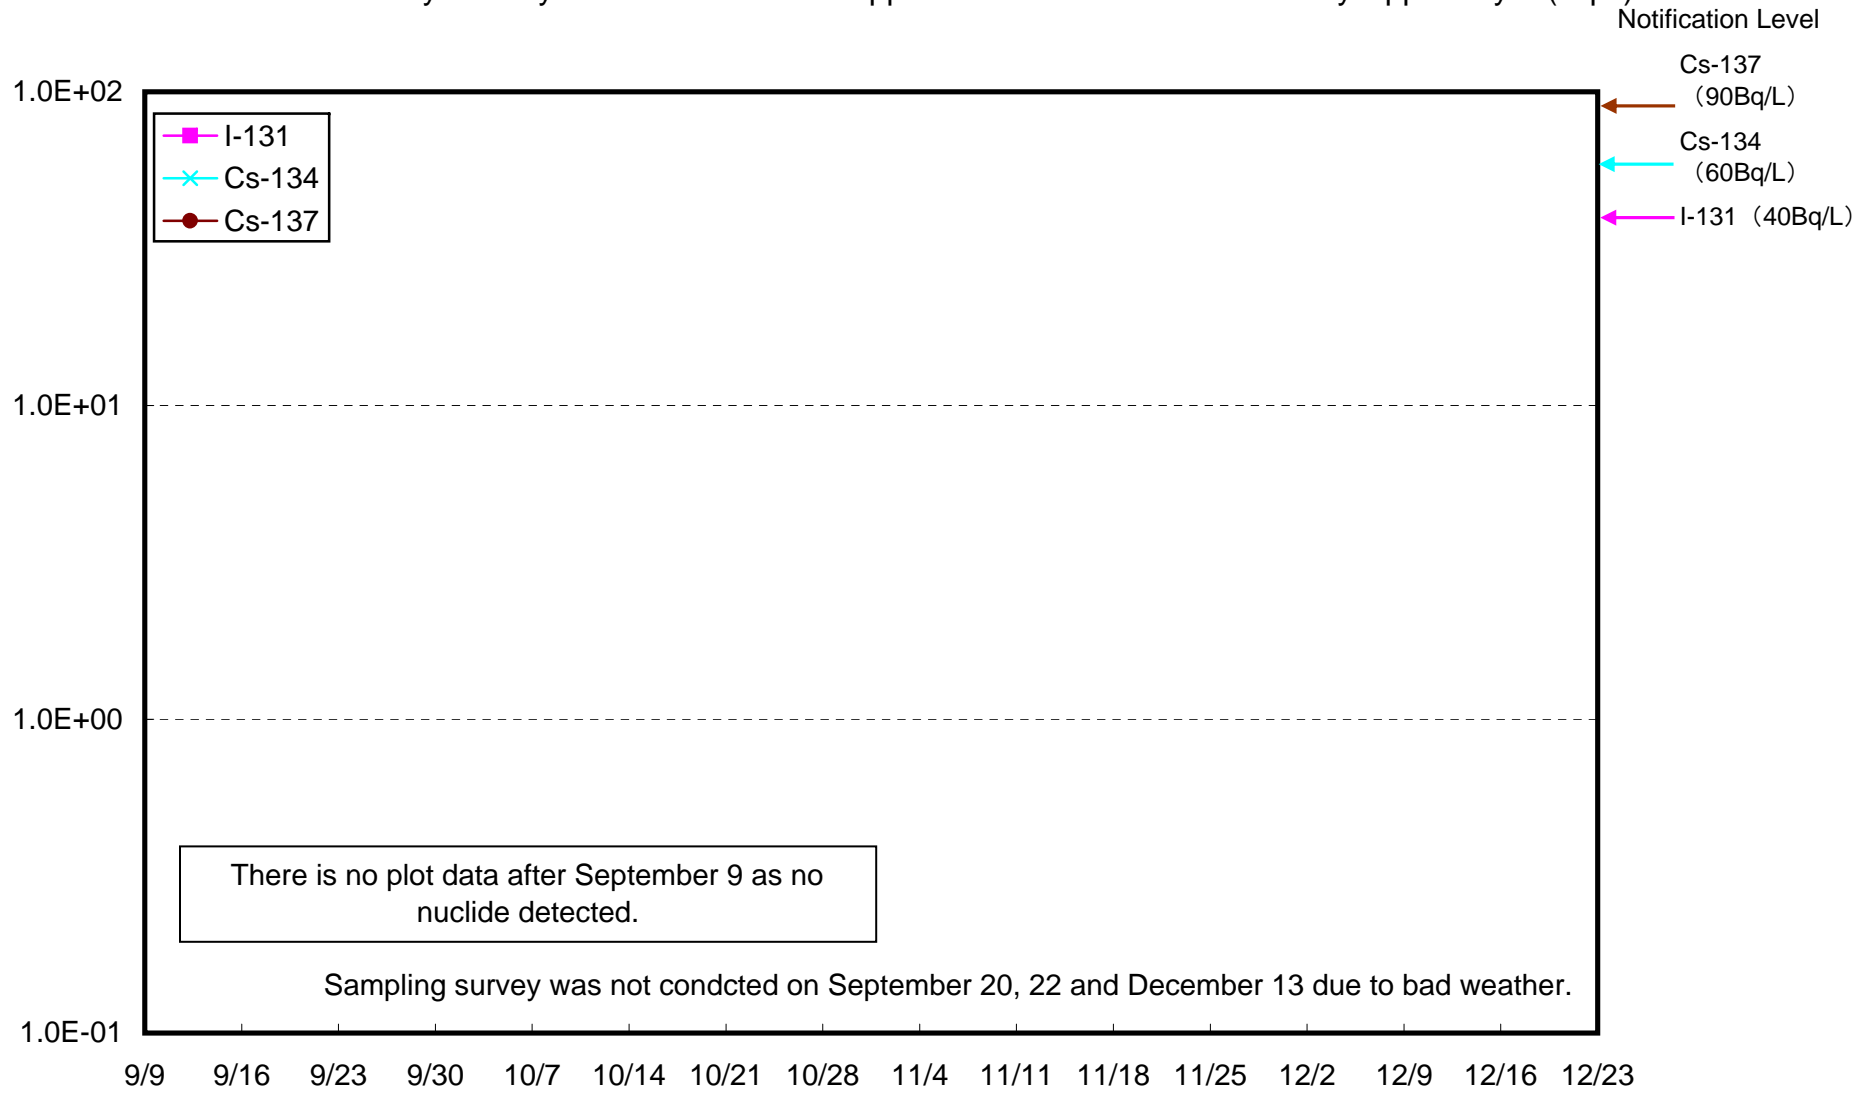 Notification Level
Cs-137
（90Bq/L）
Cs-134
（60Bq/L）
I-131（40Bq/L）
1.0E+02
1.0E+01
1.0E+00
1.0E-01
I-131
Cs-134
Cs-137
There is no plot data after September 9 as no
nuclide detected.
Sampling survey was not condcted on September 20, 22 and December 13 due to bad weather.
9/9 9/16 9/23 9/30 10/7 10/14 10/21 10/28 11/4 11/11 11/18 11/25 12/2 12/9 12/16 12/23